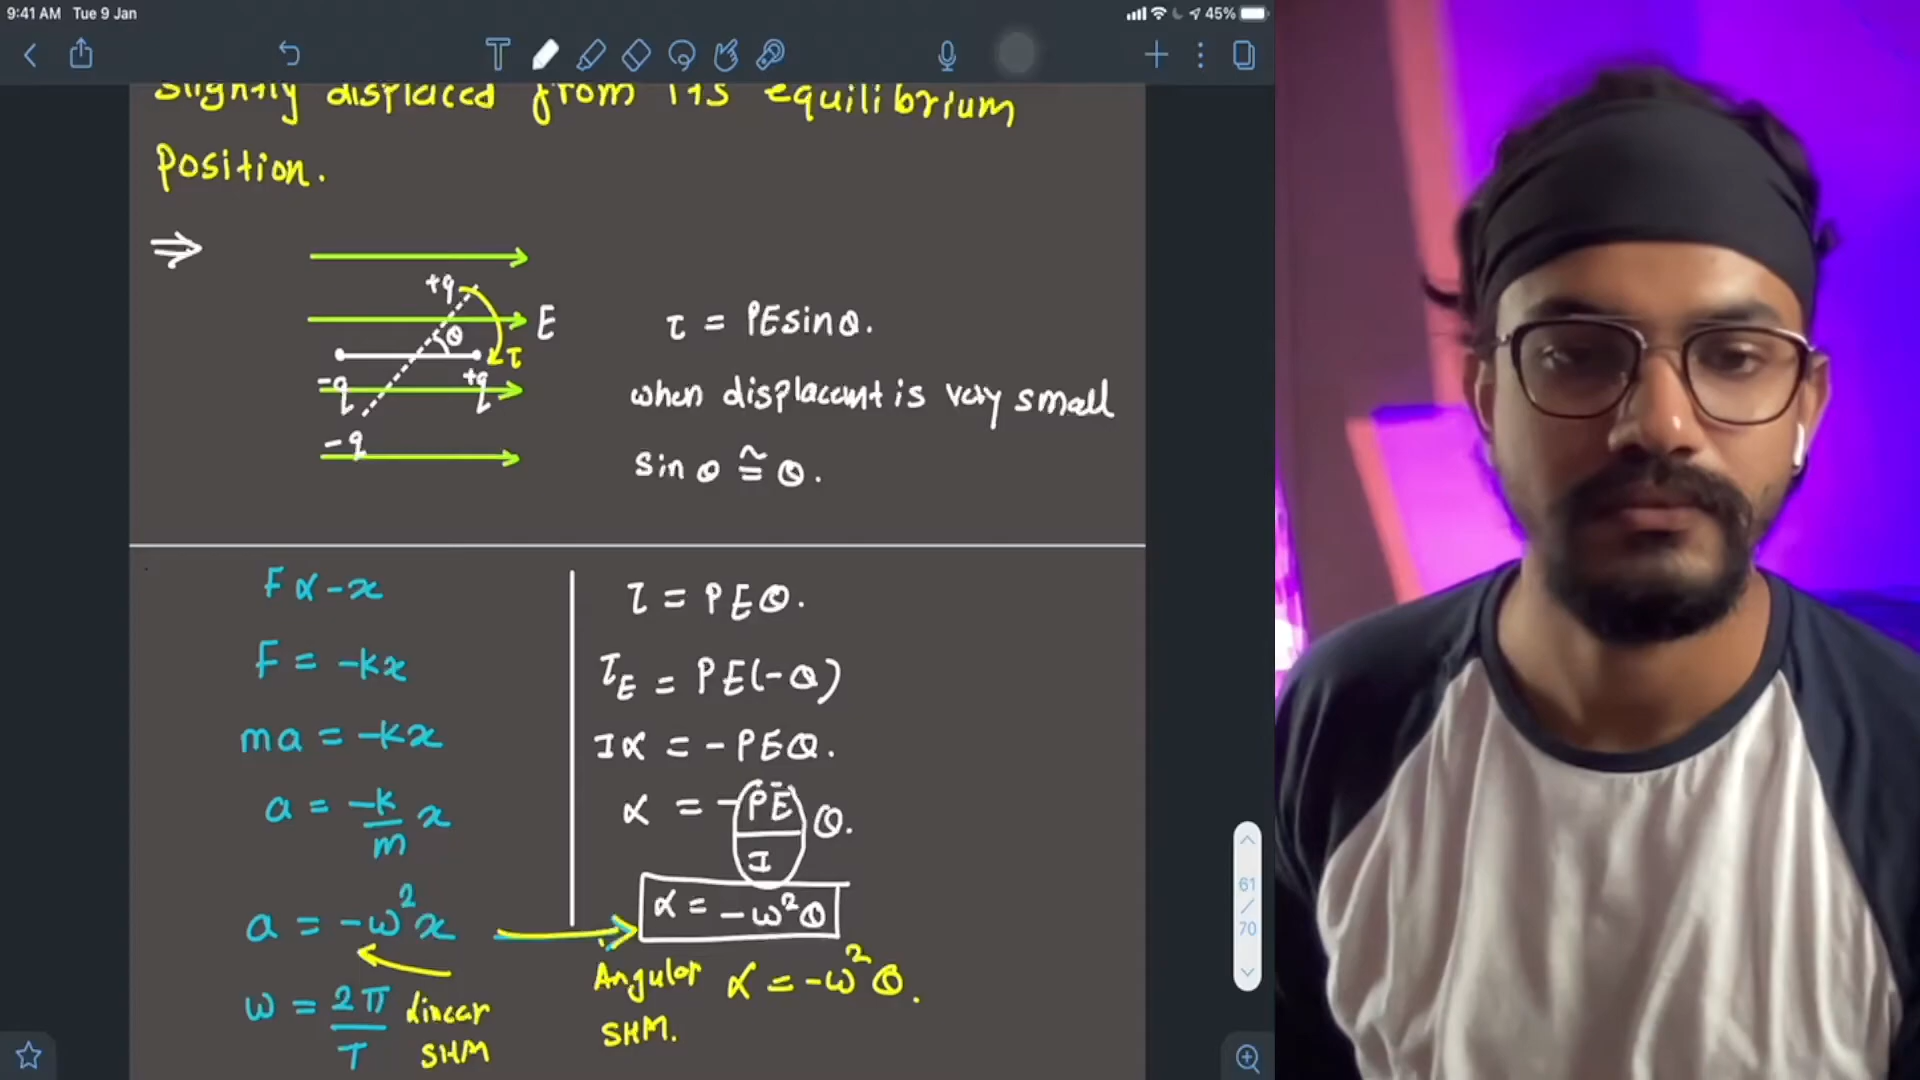 9:41 AM Tue 9 Jan
45%
T
slightly displaced from its equilibrium
position.
⇒
+q
E
θ
τ
-q
+q
-q
τ = PEsinθ.
when displacemt is very small
sin θ ≅ θ.
F α -x
F = -kx
ma = -kx
a = -k/m x
a = -ω²x
ω = 2π/T
Linear
SHM
τ = PEθ.
τE = PE(-θ)
Iα = -PEθ.
α = -PE/I θ.
α = -ω²θ
Angular α = -ω²θ.
SHM.
61
/
70